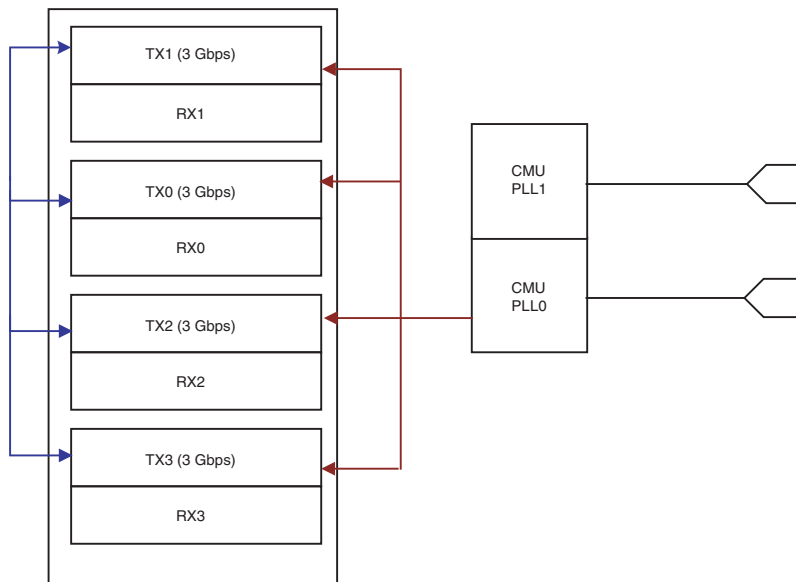 TX1 (3 Gbps)
RX1
TX0 (3 Gbps)
RX0
TX2 (3 Gbps)
RX2
TX3 (3 Gbps)
RX3
CMU
PLL1
CMU
PLL0